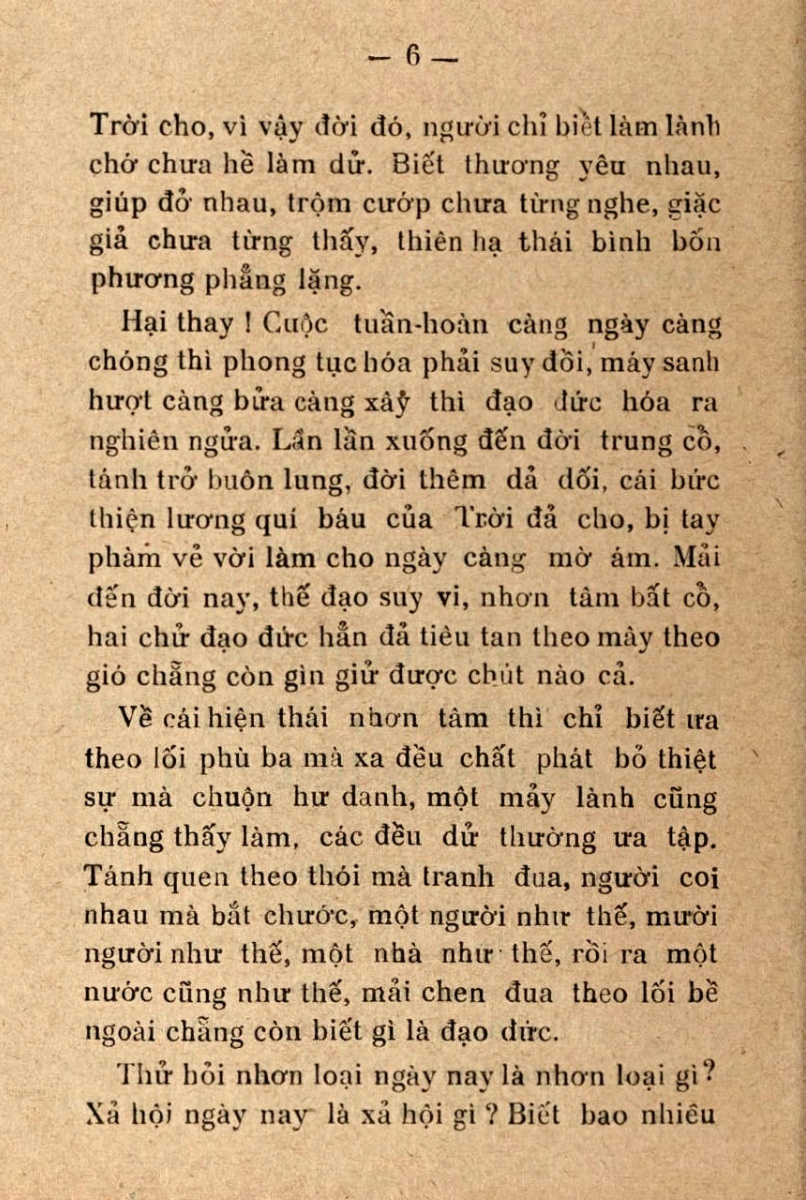 — 6 —
Trời cho, vì vậy đời đó, người chỉ biết làm lành
chớ chưa hề làm dử. Biết thương yêu nhau,
giúp đở nhau, trộm cướp chưa từng nghe, giặc
giả chưa từng thấy, thiên hạ thái bình bốn
phương phẳng lặng.
Hại thay ! Cuộc tuần-hoàn càng ngày càng
chóng thì phong tục hóa phải suy đồi, máy sanh
hượt càng bửa càng xây thì đạo đức hóa ra
nghiên ngửa. Lần lần xuống đến đời trung cổ,
tánh trở buôn lung, đời thêm dả dối, cái bức
thiện lương quí báu của Trời đả cho, bị tay
phàm vẻ vời làm cho ngày càng mờ ám. Mải
đến đời nay, thế đạo suy vi, nhơn tâm bất cổ,
hai chử đạo đức hẳn đả tiêu tan theo mây theo
gió chẵng còn gìn giử được chút nào cả.
Về cái hiện thái nhơn tâm thì chỉ biết ưa
theo lối phù ba mà xa đều chất phát bỏ thiệt
sự mà chuộn hư danh, một mảy lành cũng
chẵng thấy làm, các đều dử thường ưa tập.
Tánh quen theo thói mà tranh đua, người coi
nhau mà bắt chước, một người như thế, mười
người như thế, một nhà như thế, rồi ra một
nước cũng như thế, mải chen đua theo lối bề
ngoài chẵng còn biết gì là đạo đức.
Thử hỏi nhơn loại ngày nay là nhơn loại gì ?
Xả hội ngày nay là xả hội gì ? Biết bao nhiêu